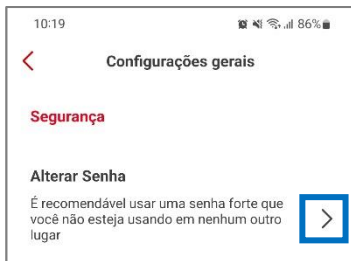 10:19
86%
Configurações gerais
Segurança
Alterar Senha
É recomendável usar uma senha forte que
você não esteja usando em nenhum outro
lugar